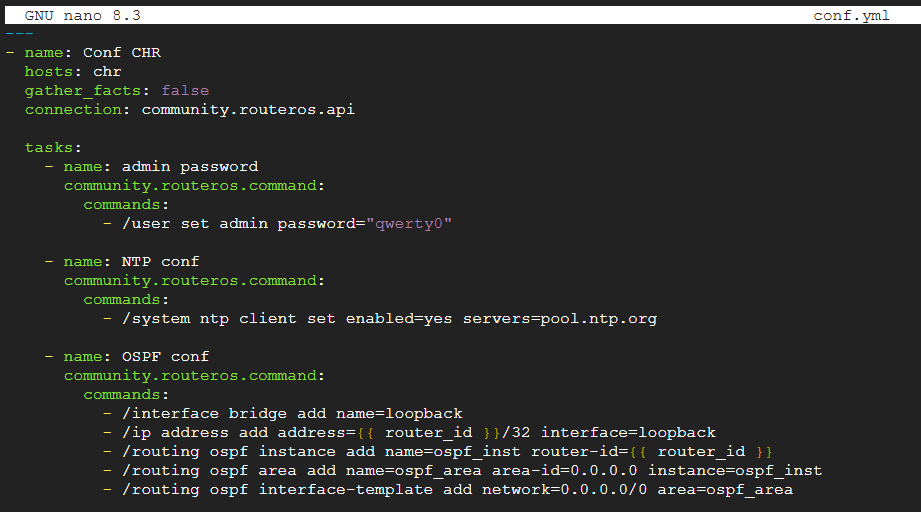 GNU nano 8.3 conf.yml
---
- name: Conf CHR
  hosts: chr
  gather_facts: false
  connection: community.routeros.api

  tasks:
    - name: admin password
      community.routeros.command:
        commands:
          - /user set admin password="qwerty0"

    - name: NTP conf
      community.routeros.command:
        commands:
          - /system ntp client set enabled=yes servers=pool.ntp.org

    - name: OSPF conf
      community.routeros.command:
        commands:
          - /interface bridge add name=loopback
          - /ip address add address={{ router_id }}/32 interface=loopback
          - /routing ospf instance add name=ospf_inst router-id={{ router_id }}
          - /routing ospf area add name=ospf_area area-id=0.0.0.0 instance=ospf_inst
          - /routing ospf interface-template add network=0.0.0.0/0 area=ospf_area